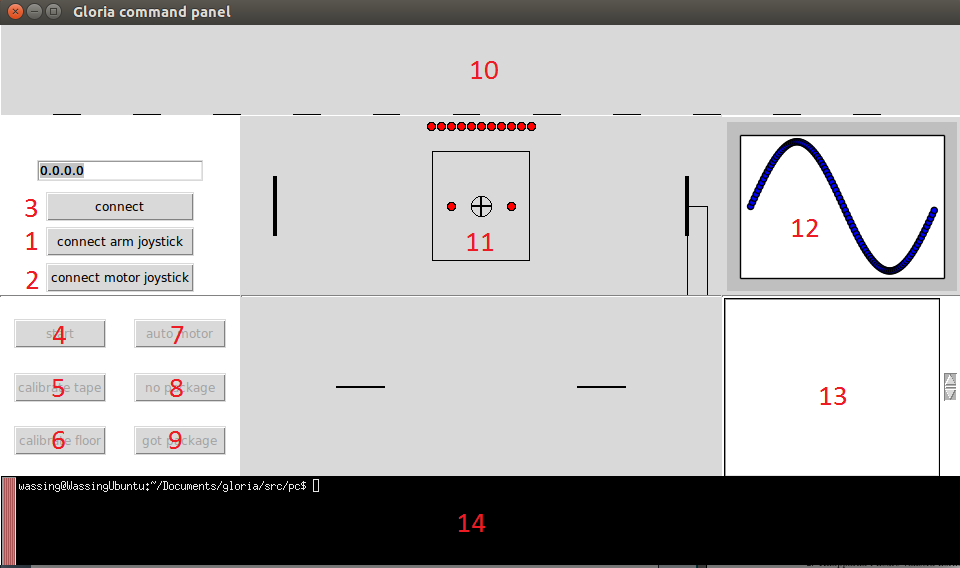 Gloria command panel
10
0.0.0.0
3 connect
1 connect arm joystick
2 connect motor joystick
11
12
4 start
7 auto motor
5 calibrate tape
8 no package
6 calibrate floor
9 got package
13
wassing@WassingUbuntu:~/Documents/gloria/src/pc$
14